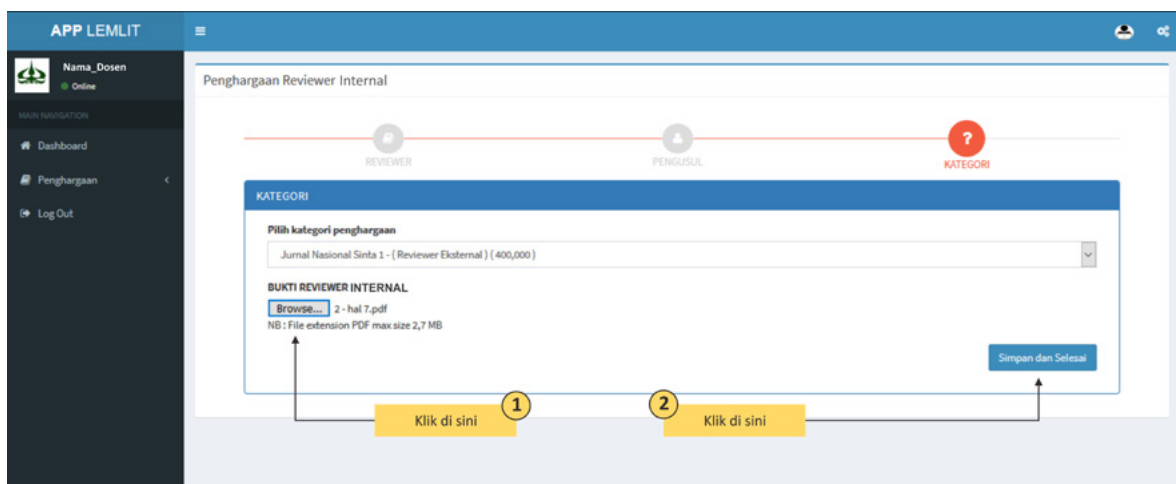 APP LEMLIT
Nama_Dosen
Online
MAIN NAVIGATION
Dashboard
Penghargaan
Log Out
Penghargaan Reviewer Internal
REVIEWER
PENGUSUL
?
KATEGORI
KATEGORI
Pilih kategori penghargaan
Jurnal Nasional Sinta 1 - ( Reviewer Eksternal ) ( 400,000 )
BUKTI REVIEWER INTERNAL
Browse... 2 - hal 7.pdf
NB : File extension PDF max size 2,7 MB
Simpan dan Selesai
1
Klik di sini
2
Klik di sini